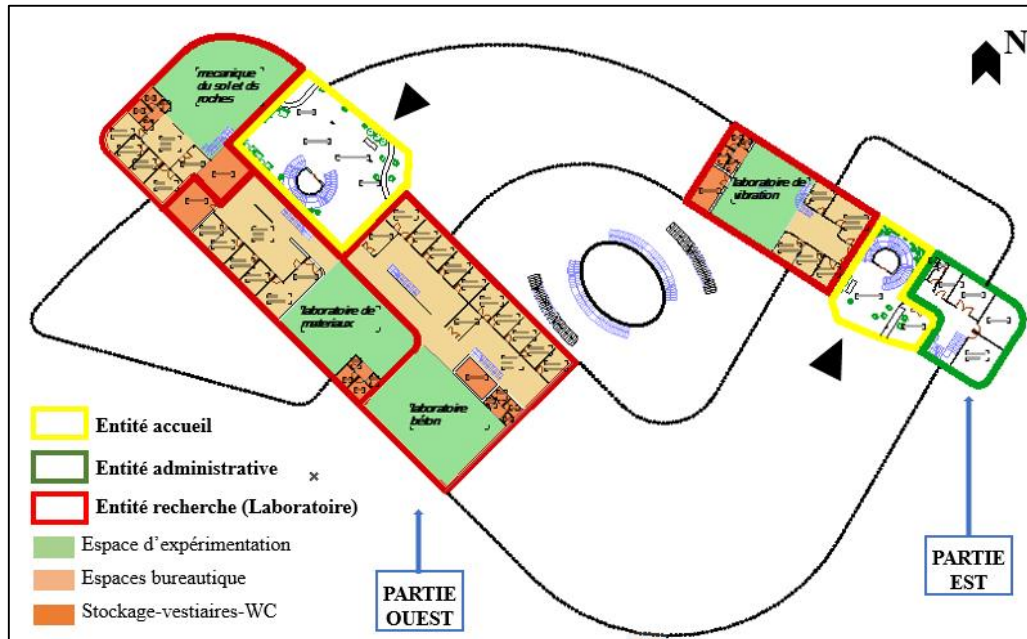 N
mecanique
du sol et ds
roches
laboratoire de
vibration
laboratoire de
materiaux
laboratoire
béton
Entité accueil
Entité administrative
Entité recherche (Laboratoire)
Espace d’expérimentation
Espaces bureautique
Stockage-vestiaires-WC
PARTIE
OUEST
PARTIE
EST